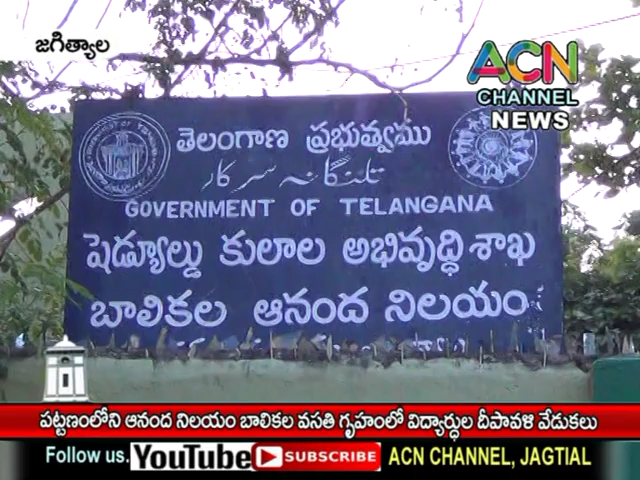 జగిత్యాల
ACN
CHANNEL
NEWS
తెలంగాణ ప్రభుత్వము
تلنگانہ سرکار
GOVERNMENT OF TELANGANA
షెడ్యూల్డు కులాల అభివృద్ధి శాఖ
బాలికల ఆనంద నిలయం
పట్టణంలోని ఆనంద నిలయం బాలికల వసతి గృహంలో విద్యార్ధుల దీపావళి వేడుకలు
Follow us. YouTube SUBSCRIBE ACN CHANNEL, JAGTIAL